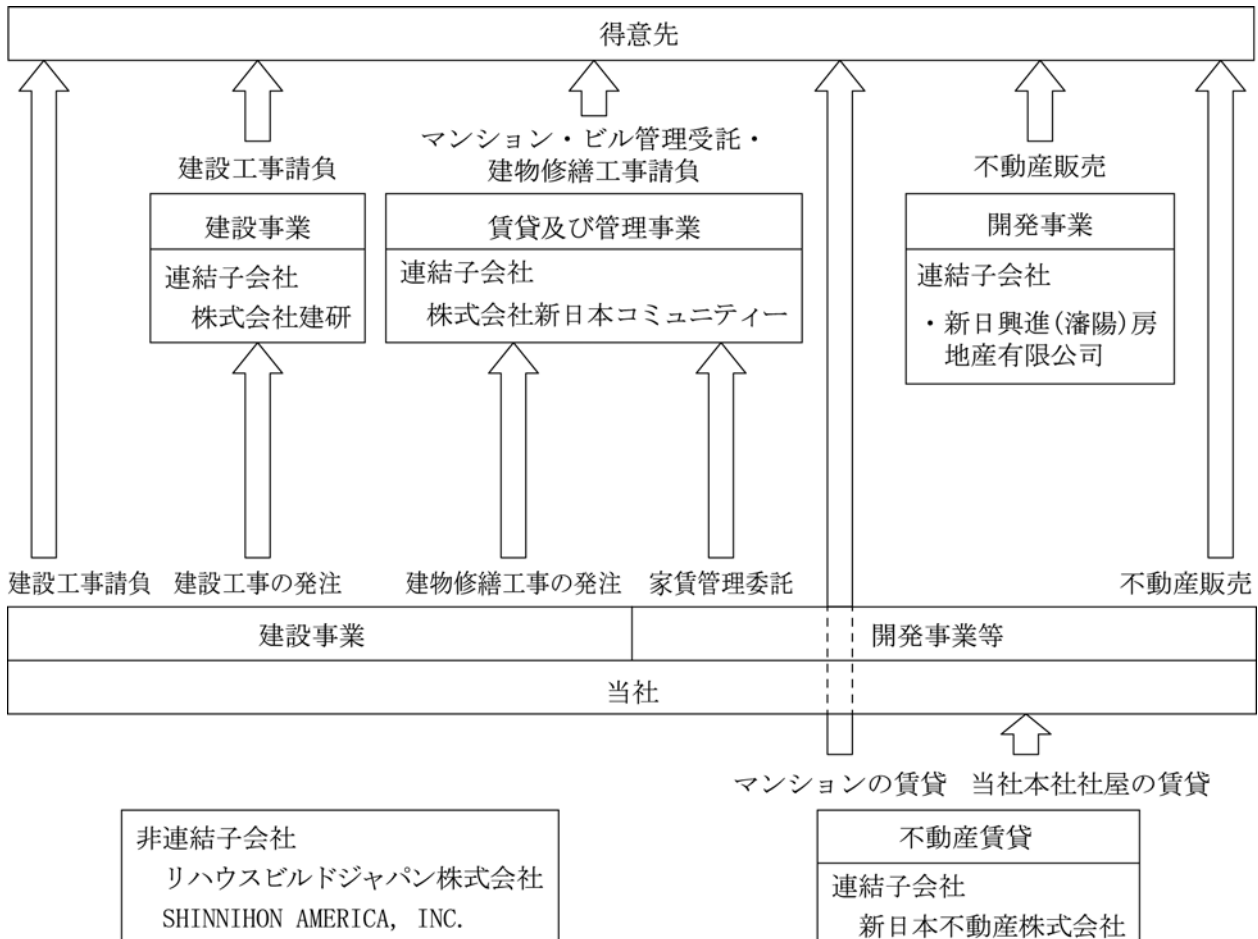 得意先
マンション・ビル管理受託・
建設工事請負
建物修繕工事請負
不動産販売
建設事業
連結子会社
株式会社建研
賃貸及び管理事業
連結子会社
株式会社新日本コミュニティー
開発事業
連結子会社
・新日興進(瀋陽)房
地産有限公司
建設工事請負
建設工事の発注
建物修繕工事の発注
家賃管理委託
不動産販売
建設事業
開発事業等
当社
マンションの賃貸
当社本社社屋の賃貸
非連結子会社
リハウスビルドジャパン株式会社
SHINNIHON AMERICA, INC.
不動産賃貸
連結子会社
新日本不動産株式会社